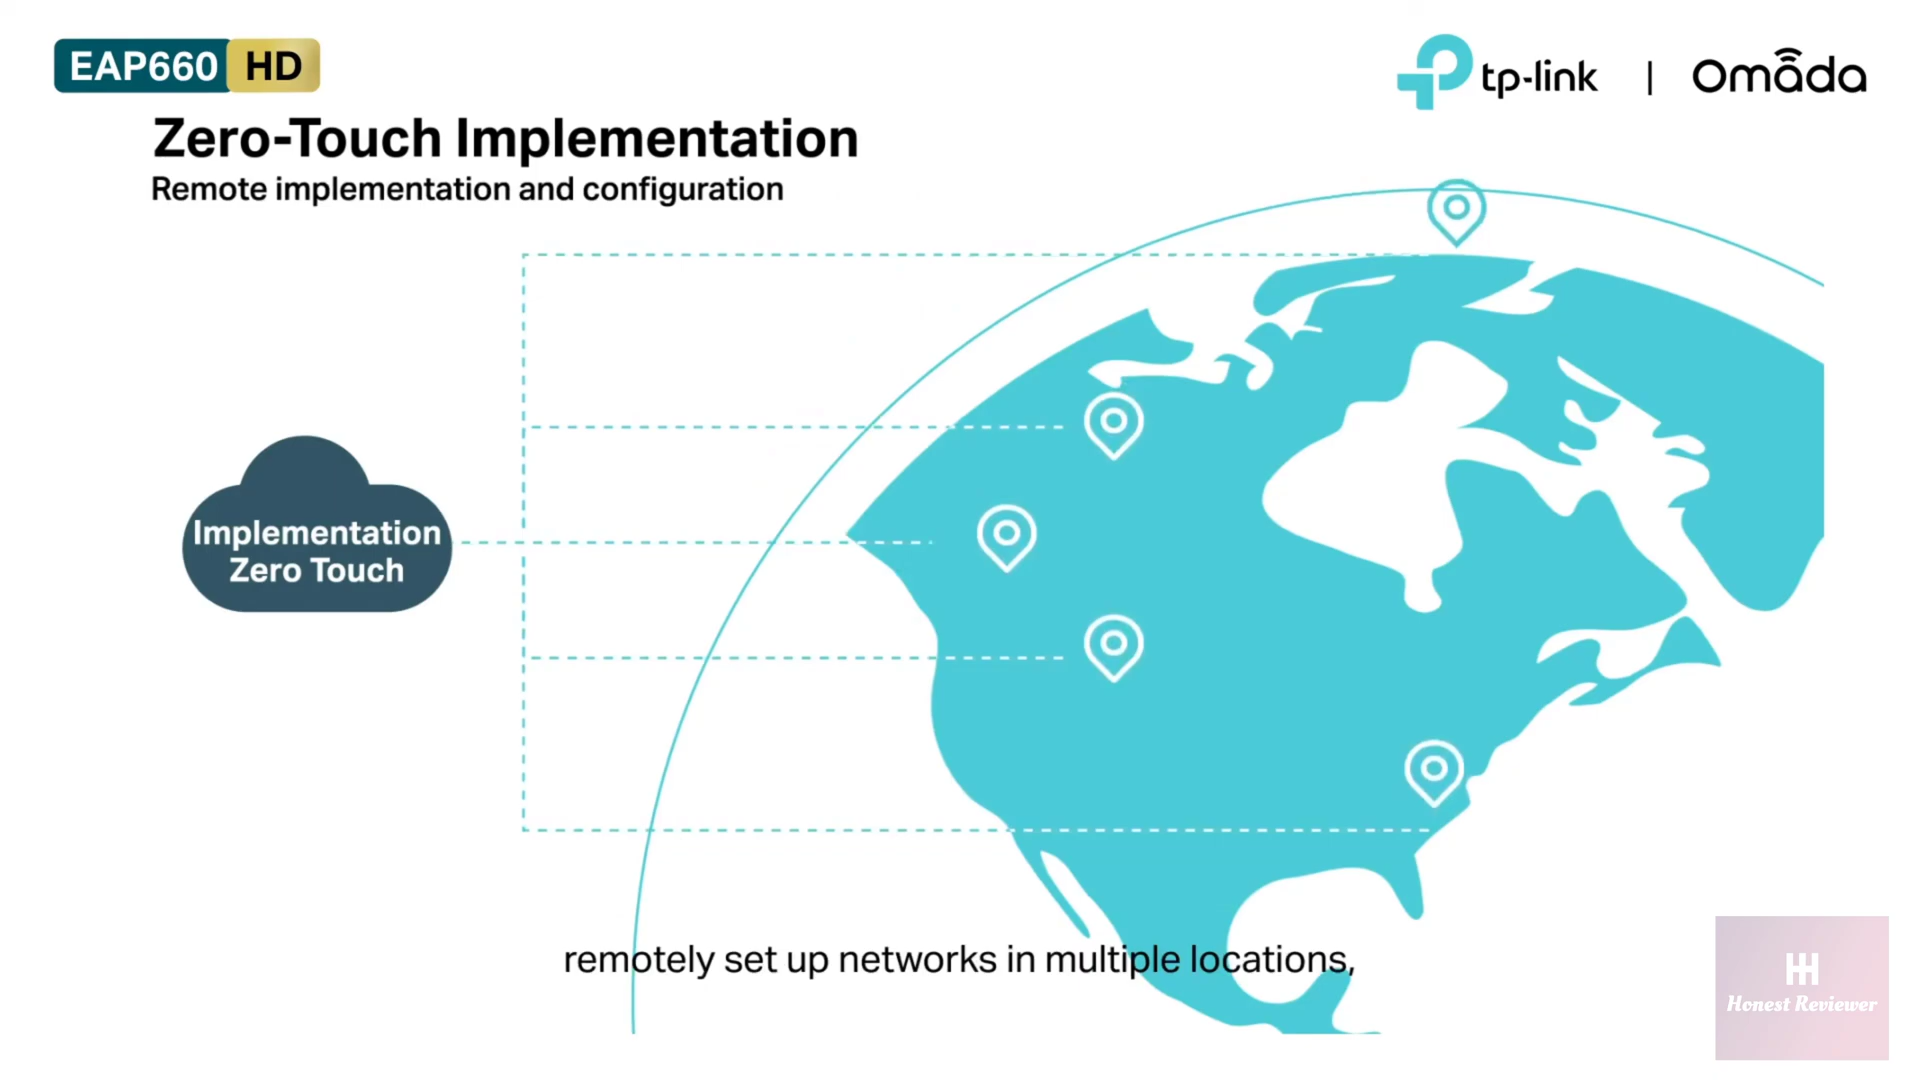 EAP660 HD
tp-link | omada
Zero-Touch Implementation
Remote implementation and configuration
Implementation
Zero Touch
remotely set up networks in multiple locations,
Honest Reviewer